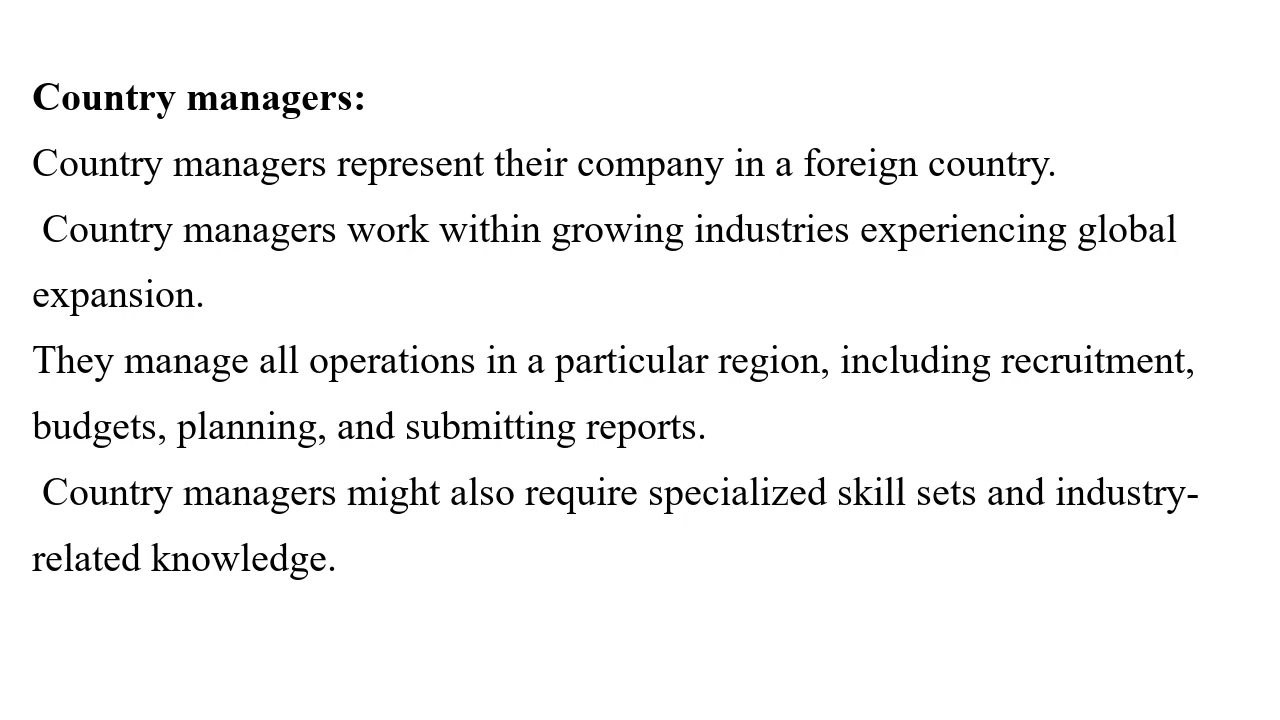 Country managers:
Country managers represent their company in a foreign country.
Country managers work within growing industries experiencing global
expansion.
They manage all operations in a particular region, including recruitment,
budgets, planning, and submitting reports.
Country managers might also require specialized skill sets and industry-
related knowledge.